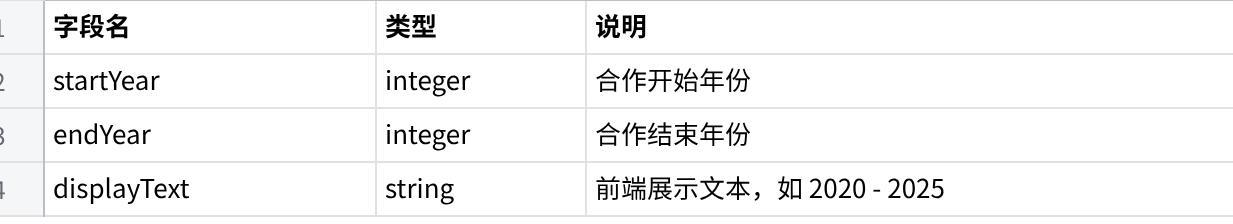 字段名 类型 说明
startYear integer 合作开始年份
endYear integer 合作结束年份
displayText string 前端展示文本，如 2020 - 2025